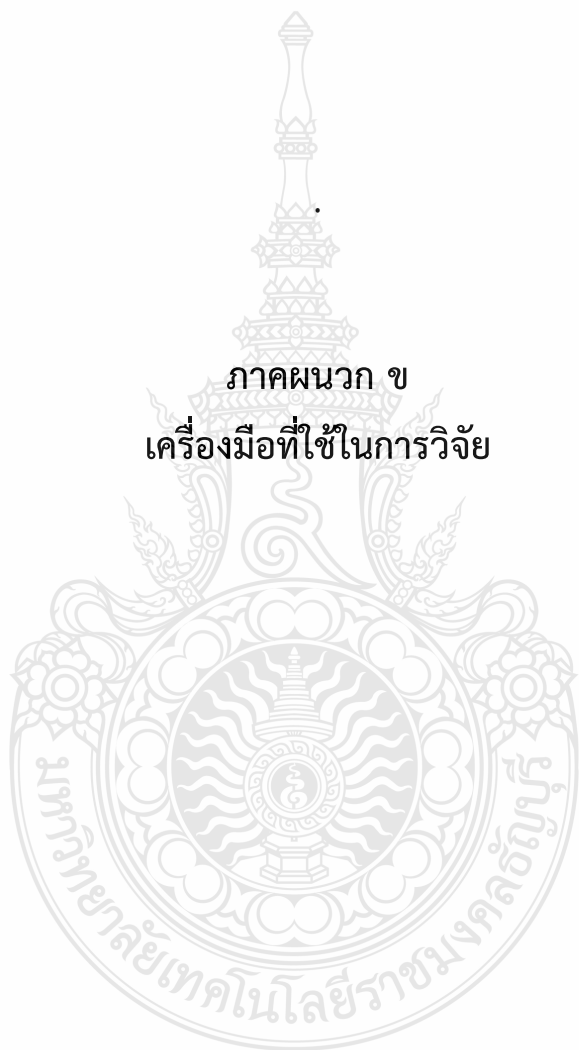 ภาคผนวก ข
เครื่องมือที่ใช้ในการวิจัย
มหาวิทยาลัยเทคโนโลยีราชมงคลธัญบุรี